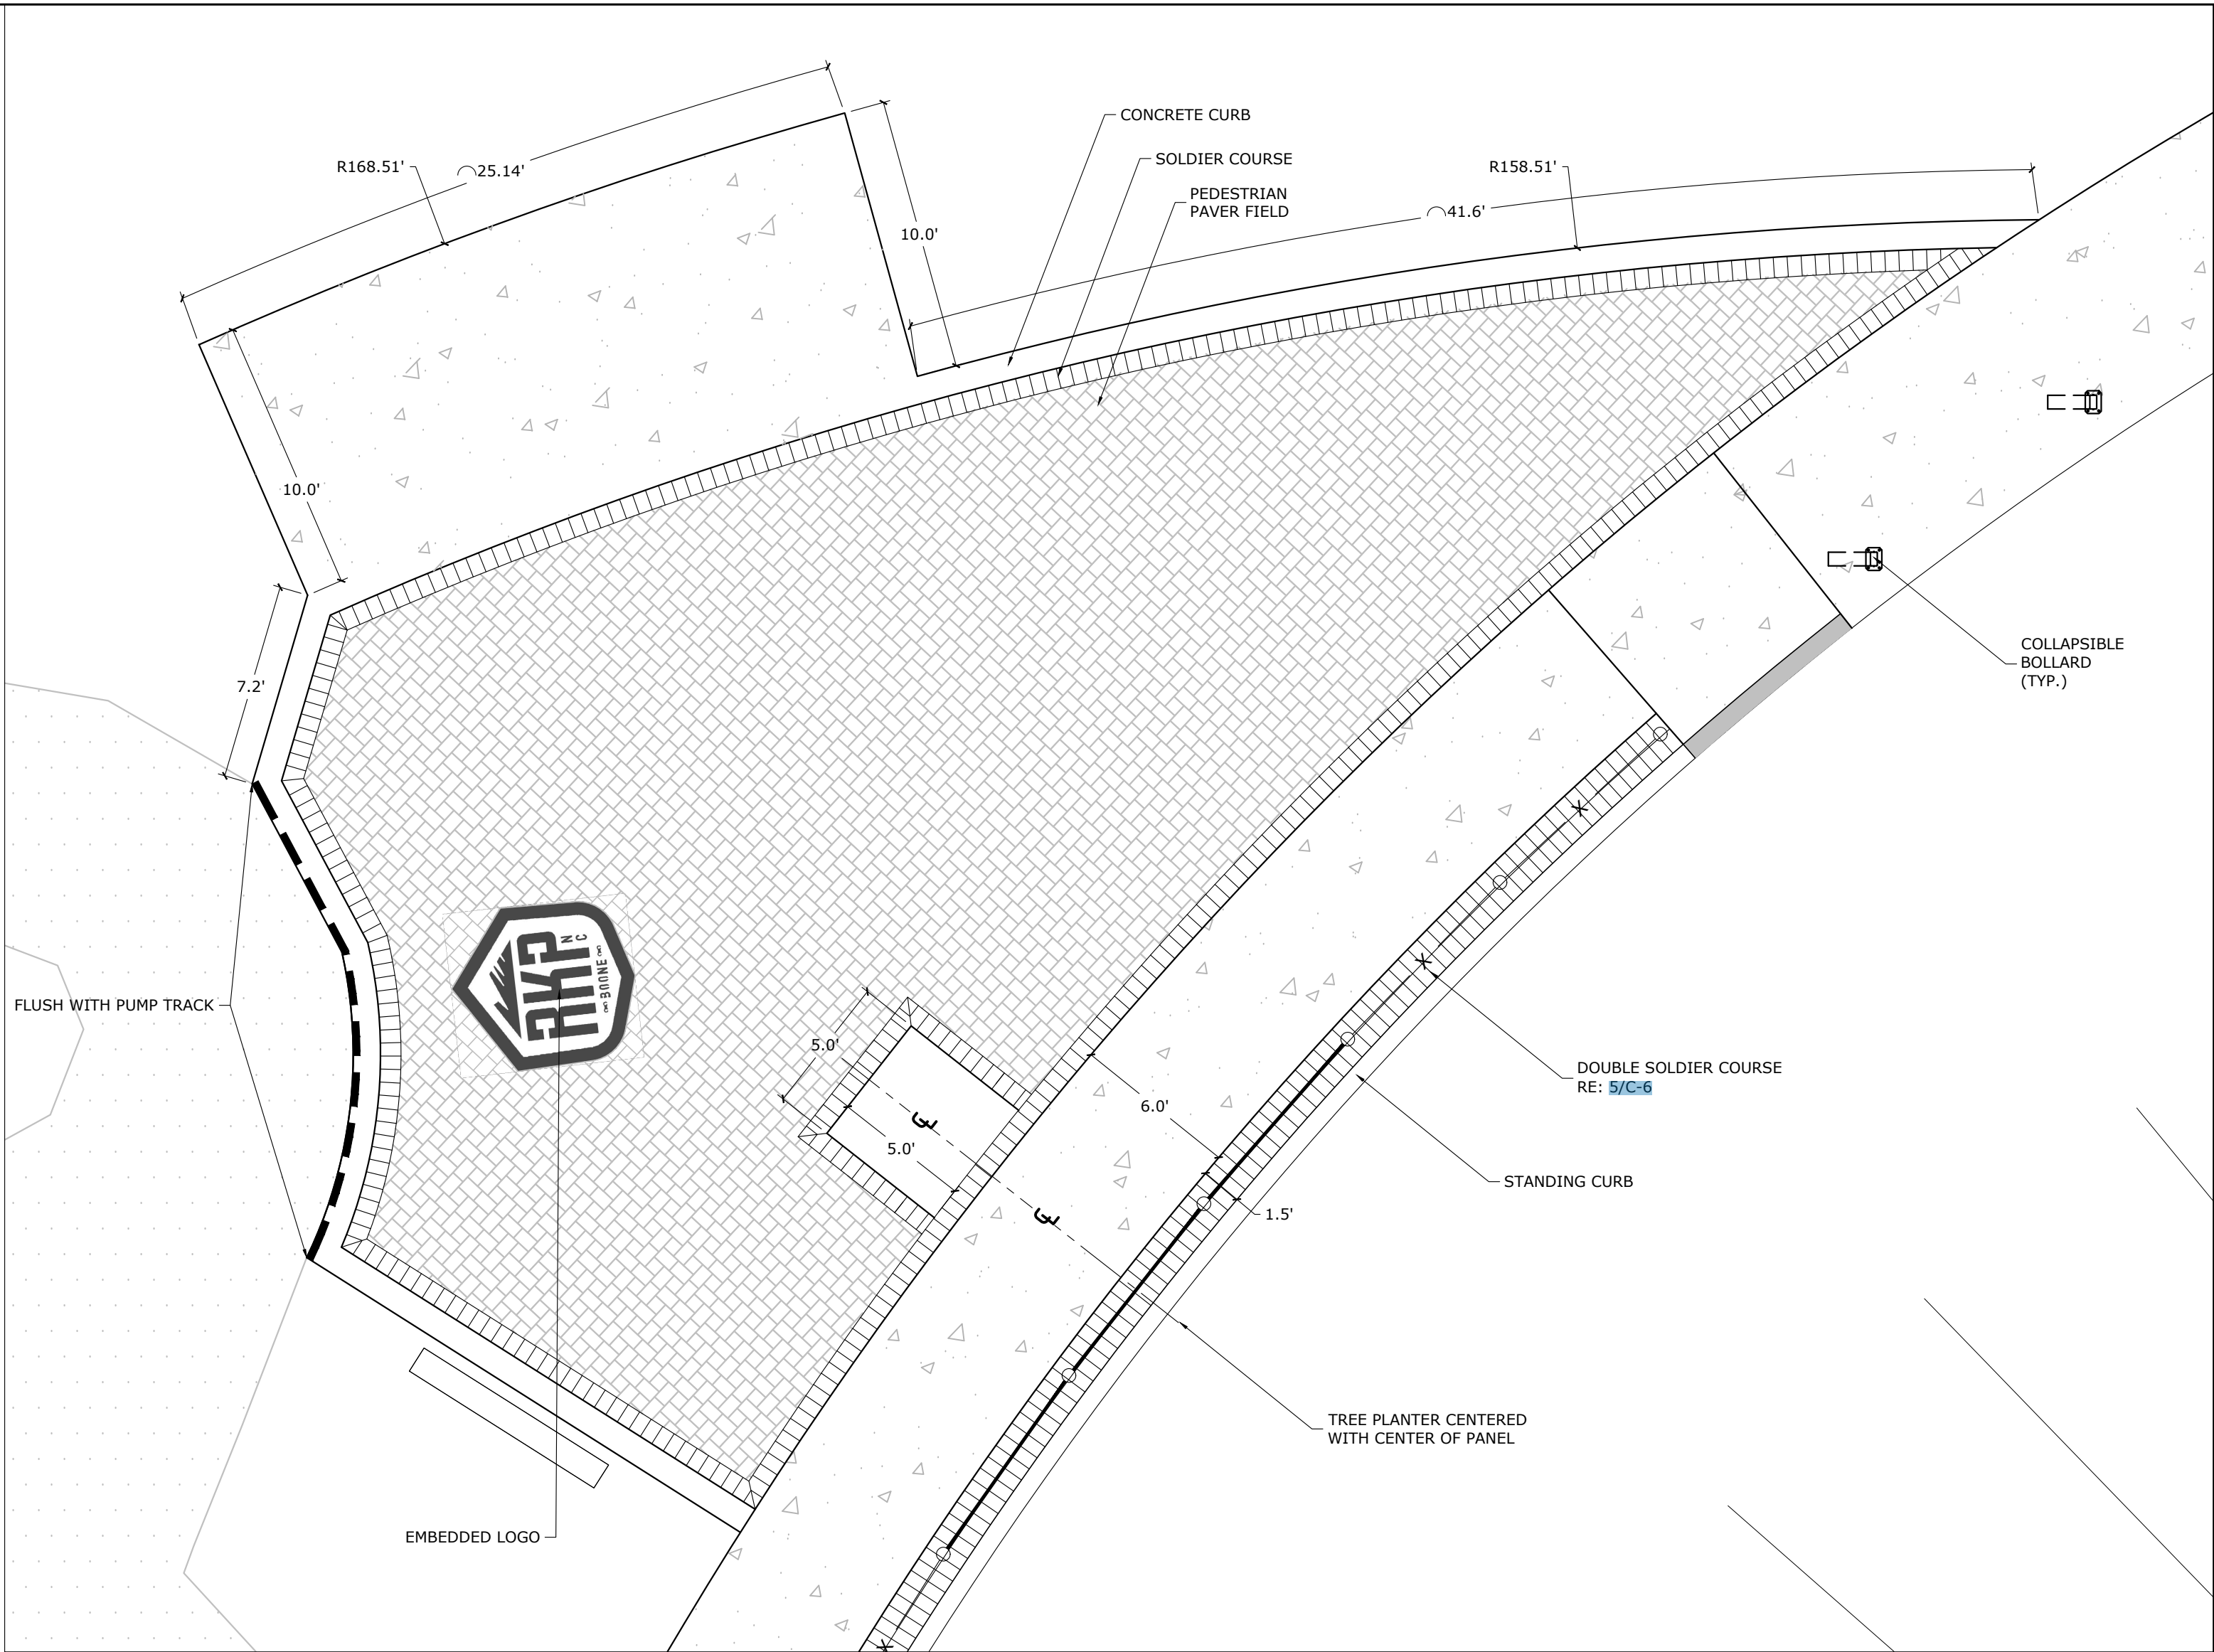 CONCRETE CURB
SOLDIER COURSE
R168.51'
25.14'
R158.51'
PEDESTRIAN
PAVER FIELD
41.6'
10.0'
10.0'
COLLAPSIBLE
BOLLARD
(TYP.)
7.2'
FLUSH WITH PUMP TRACK
BOONE
NC
5.0'
DOUBLE SOLDIER COURSE
RE: 5/C-6
6.0'
5.0'
STANDING CURB
1.5'
TREE PLANTER CENTERED
WITH CENTER OF PANEL
EMBEDDED LOGO